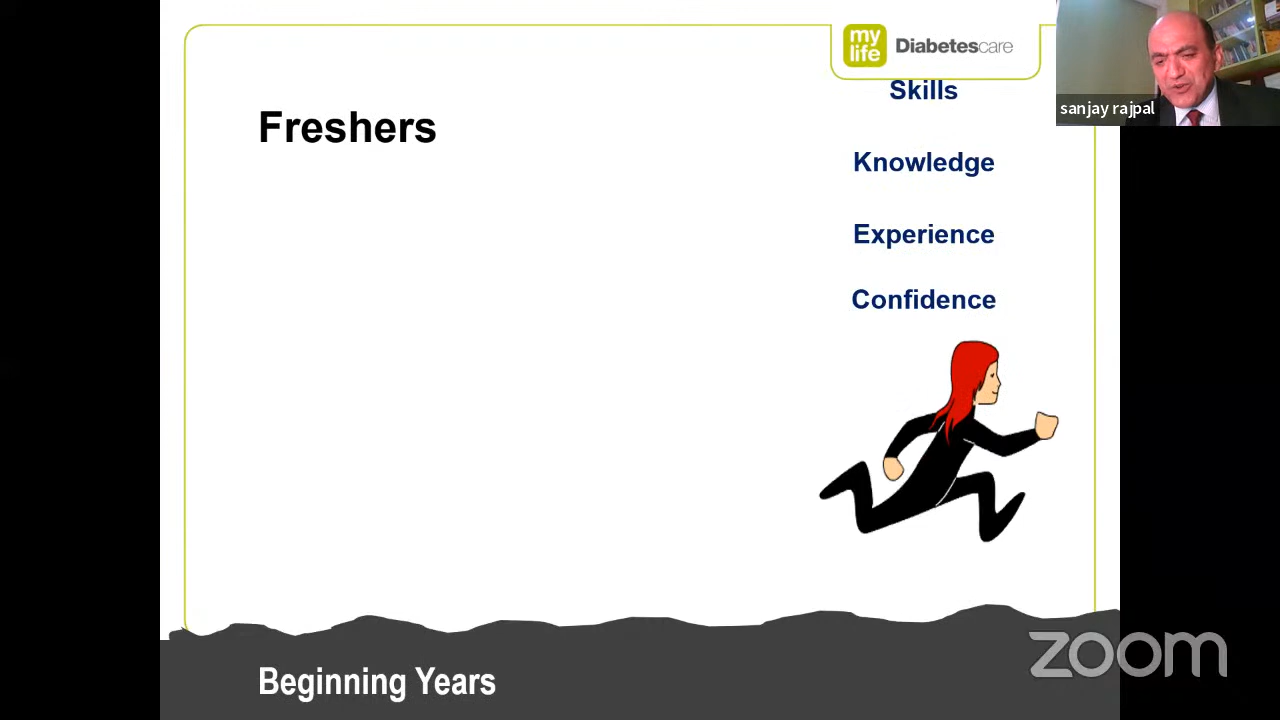 my
life
Diabetescare
sanjay rajpal
Skills
Freshers
Knowledge
Experience
Confidence
zoom
Beginning Years